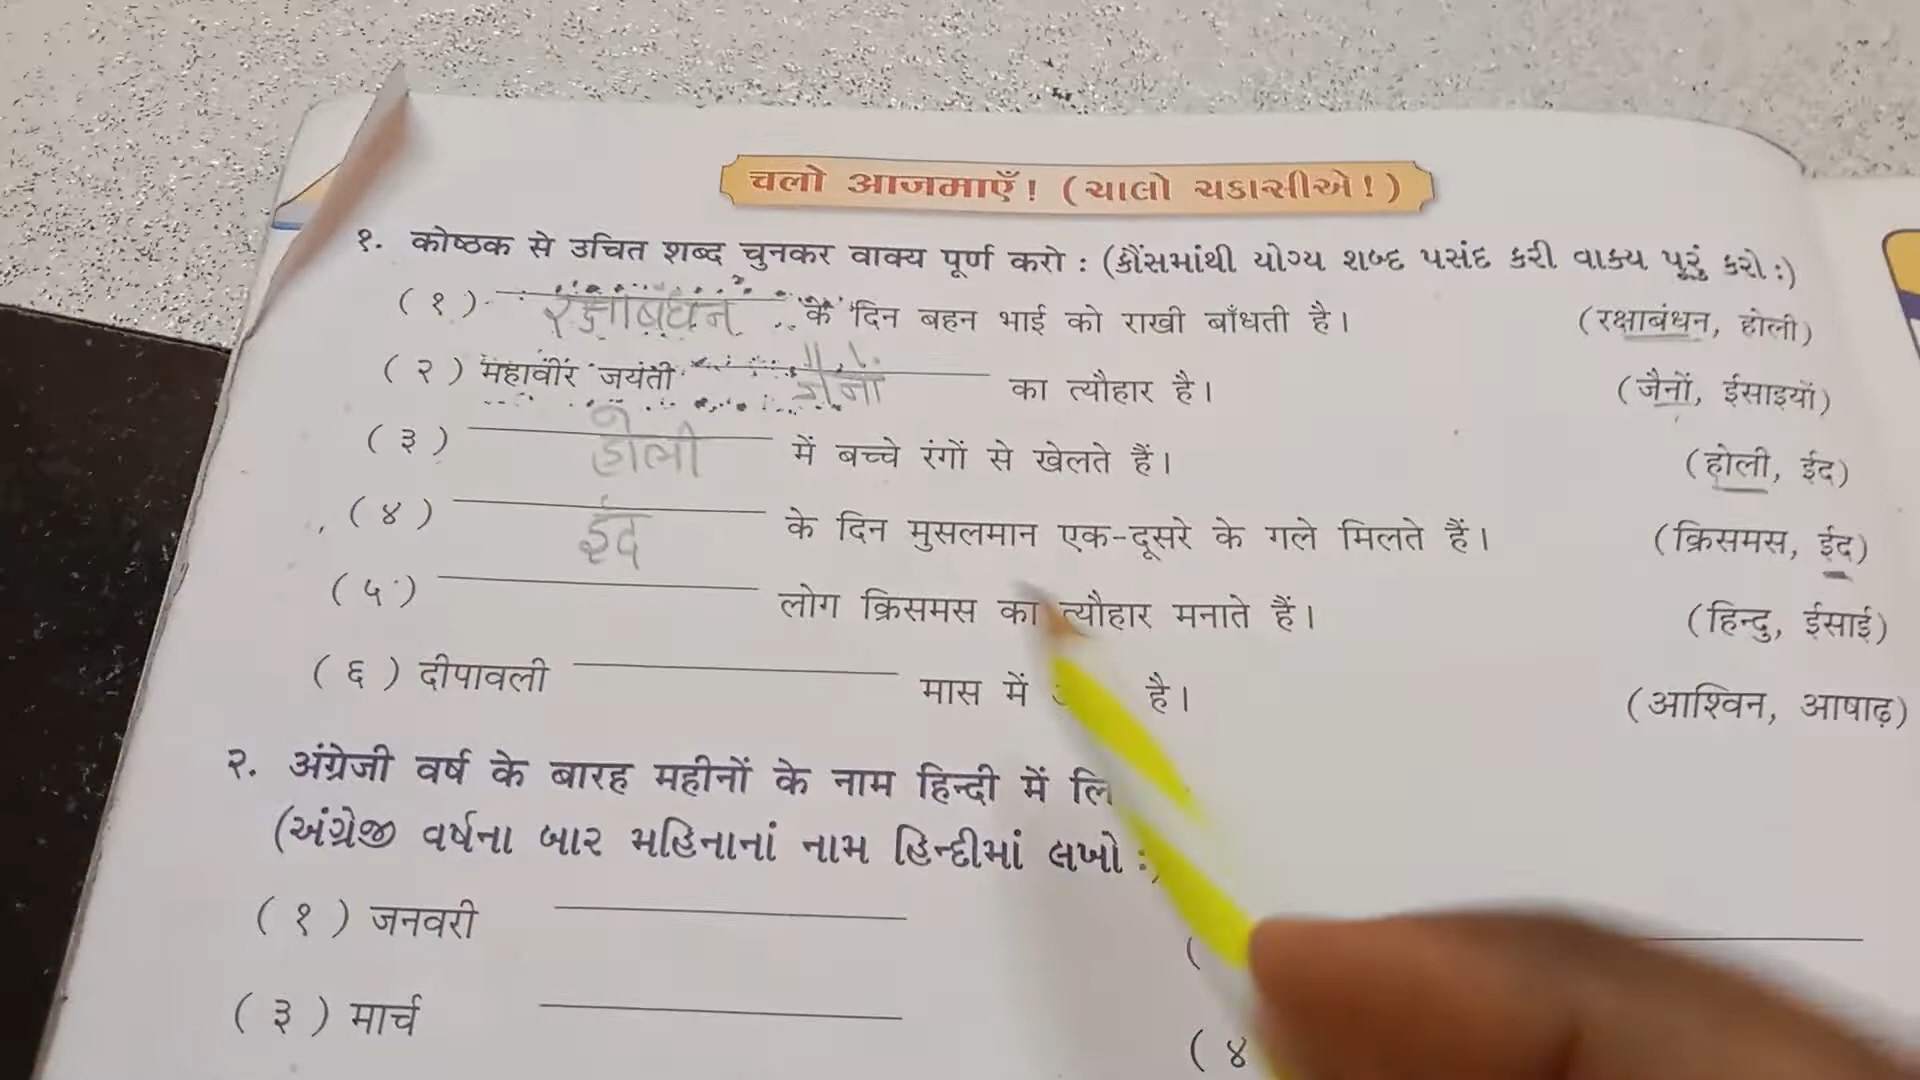 चलो आजमाएँ! (ચાલો ચકાસીએ!)
१. कोष्ठक से उचित शब्द चुनकर वाक्य पूर्ण करो : (કૌંસમાંથી યોગ્ય શબ્દ પસંદ કરી વાક્ય પૂરું કરો :)
(१) रक्षाबंधन के दिन बहन भाई को राखी बाँधती है। (रक्षाबंधन, होली)
(२) महावीर जयंती जैनों का त्यौहार है। (जैनों, ईसाइयों)
(३) होली में बच्चे रंगों से खेलते हैं। (होली, ईद)
(४) ईद के दिन मुसलमान एक-दूसरे के गले मिलते हैं। (क्रिसमस, ईद)
(५) लोग क्रिसमस का त्यौहार मनाते हैं। (हिन्दु, ईसाई)
(६) दीपावली मास में है। (आश्विन, आषाढ़)
२. अंग्रेजी वर्ष के बारह महीनों के नाम हिन्दी में लि
(અંગ્રેજી વર્ષના બાર મહિનાનાં નામ હિન્દીમાં લખો :)
(१) जनवरी (
(३) मार्च (४